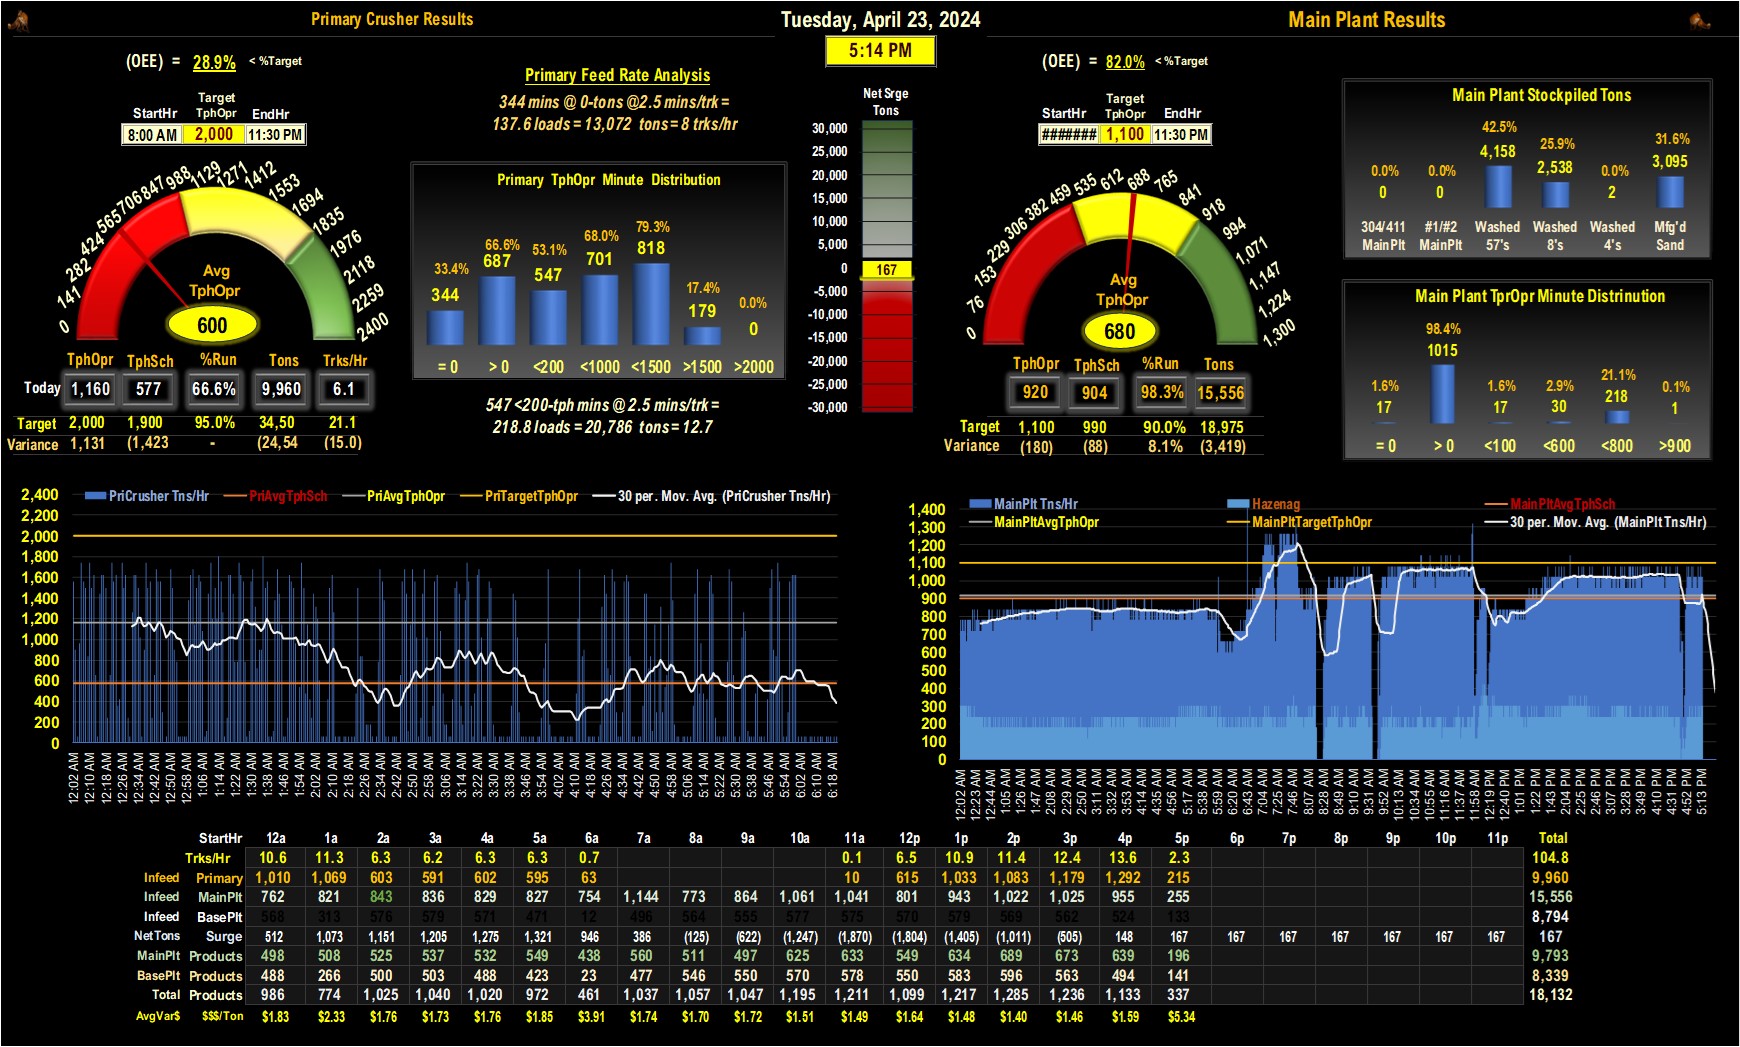 Primary Crusher Results
Tuesday, April 23, 2024
Main Plant Results
5:14 PM
(OEE) = 28.9% < %Target
StartHr Target TphOpr EndHr
8:00 AM 2,000 11:30 PM
0 141 282 424 565 706 847 988 1129 1271 1412 1553 1694 1835 1976 2118 2259 2400
Avg
TphOpr
600
TphOpr TphSch %Run Tons Trks/Hr
Today 1,160 577 66.6% 9,960 6.1
Target 2,000 1,900 95.0% 34,50 21.1
Variance 1,131 (1,423 - (24,54 (15.0)
Primary Feed Rate Analysis
344 mins @ 0-tons @2.5 mins/trk =
137.6 loads = 13,072 tons = 8 trks/hr
Primary TphOpr Minute Distribution
33.4% 66.6% 53.1% 68.0% 79.3% 17.4% 0.0%
344 687 547 701 818 179 0
= 0 > 0 <200 <1000 <1500 >1500 >2000
547 <200-tph mins @ 2.5 mins/trk =
218.8 loads = 20,786 tons = 12.7
Net Srge
Tons
30,000
25,000
20,000
15,000
10,000
5,000
0 167
-5,000
-10,000
-15,000
-20,000
-25,000
-30,000
(OEE) = 82.0% < %Target
StartHr Target TphOpr EndHr
####### 1,100 11:30 PM
0 76 153 229 306 382 459 535 612 688 765 841 918 994 1,071 1,147 1,224 1,300
Avg
TphOpr
680
TphOpr TphSch %Run Tons
920 904 98.3% 15,556
Target 1,100 990 90.0% 18,975
Variance (180) (88) 8.1% (3,419)
Main Plant Stockpiled Tons
0.0% 0.0% 42.5% 25.9% 0.0% 31.6%
0 0 4,158 2,538 2 3,095
304/411 #1/#2 Washed Washed Washed Mfg'd
MainPlt MainPlt 57's 8's 4's Sand
Main Plant TprOpr Minute Distrinution
1.6% 98.4% 1.6% 2.9% 21.1% 0.1%
17 1015 17 30 218 1
= 0 > 0 <100 <600 <800 >900
PriCrusher Tns/Hr PriAvgTphSch PriAvgTphOpr PriTargetTphOpr 30 per. Mov. Avg. (PriCrusher Tns/Hr)
2,400
2,200
2,000
1,800
1,600
1,400
1,200
1,000
800
600
400
200
0
12:02 AM 12:10 AM 12:18 AM 12:26 AM 12:34 AM 12:42 AM 12:50 AM 12:58 AM 1:06 AM 1:14 AM 1:22 AM 1:30 AM 1:38 AM 1:46 AM 1:54 AM 2:02 AM 2:10 AM 2:18 AM 2:26 AM 2:34 AM 2:42 AM 2:50 AM 2:58 AM 3:06 AM 3:14 AM 3:22 AM 3:30 AM 3:38 AM 3:46 AM 3:54 AM 4:02 AM 4:10 AM 4:18 AM 4:26 AM 4:34 AM 4:42 AM 4:50 AM 4:58 AM 5:06 AM 5:14 AM 5:22 AM 5:30 AM 5:38 AM 5:46 AM 5:54 AM 6:02 AM 6:10 AM 6:18 AM
MainPlt Tns/Hr Hazenag MainPltAvgTphSch
MainPltAvgTphOpr MainPltTargetTphOpr 30 per. Mov. Avg. (MainPlt Tns/Hr)
1,400
1,300
1,200
1,100
1,000
900
800
700
600
500
400
300
200
100
0
12:02 AM 12:23 AM 12:44 AM 1:05 AM 1:26 AM 1:47 AM 2:08 AM 2:29 AM 2:50 AM 3:11 AM 3:32 AM 3:53 AM 4:14 AM 4:35 AM 4:56 AM 5:17 AM 5:38 AM 5:59 AM 6:20 AM 6:43 AM 7:04 AM 7:25 AM 7:46 AM 8:07 AM 8:28 AM 8:49 AM 9:10 AM 9:31 AM 9:52 AM 10:13 AM 10:34 AM 10:55 AM 11:16 AM 11:37 AM 11:58 AM 12:19 PM 12:40 PM 1:01 PM 1:22 PM 1:43 PM 2:04 PM 2:25 PM 2:46 PM 3:07 PM 3:28 PM 3:49 PM 4:10 PM 4:31 PM 4:52 PM 5:13 PM
StartHr 12a 1a 2a 3a 4a 5a 6a 7a 8a 9a 10a 11a 12p 1p 2p 3p 4p 5p 6p 7p 8p 9p 10p 11p Total
Trks/Hr 10.6 11.3 6.3 6.2 6.3 6.3 0.7 0.1 6.5 10.9 11.4 12.4 13.6 2.3 104.8
Infeed Primary 1,010 1,069 603 591 602 595 63 10 615 1,033 1,083 1,179 1,292 215 9,960
Infeed MainPlt 762 821 843 836 829 827 754 1,144 773 864 1,061 1,041 801 943 1,022 1,025 955 255 15,556
Infeed BasePlt 568 313 576 579 571 471 12 496 564 555 577 575 570 579 569 562 524 133 8,794
NetTons Surge 512 1,073 1,151 1,205 1,275 1,321 946 386 (125) (622) (1,247) (1,870) (1,804) (1,405) (1,011) (505) 148 167 167 167 167 167 167 167 167
MainPlt Products 498 508 525 537 532 549 438 560 511 497 625 633 549 634 689 673 639 196 9,793
BasePlt Products 488 266 500 503 488 423 23 477 546 550 570 578 550 583 596 563 494 141 8,339
Total Products 986 774 1,025 1,040 1,020 972 461 1,037 1,057 1,047 1,195 1,211 1,099 1,217 1,285 1,236 1,133 337 18,132
AvgVar$ $$$/Ton $1.83 $2.33 $1.76 $1.73 $1.76 $1.85 $3.91 $1.74 $1.70 $1.72 $1.51 $1.49 $1.64 $1.48 $1.40 $1.46 $1.59 $5.34